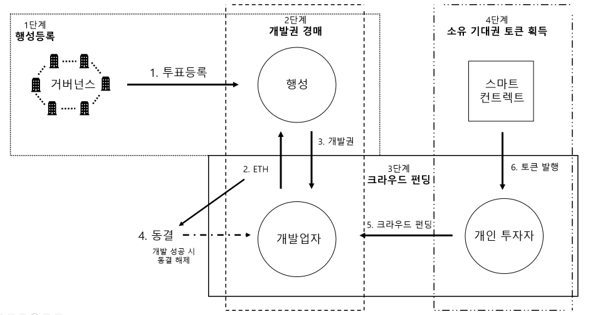 1단계
행성등록
거버넌스
1. 투표등록
2단계
개발권 경매
행성
4단계
소유 기대권 토큰 획득
스마트
컨트렉트
3. 개발권
2. ETH
3단계
크라우드 펀딩
6. 토큰 발행
4. 동결
개발 성공 시
동결 해제
개발업자
5. 크라우드 펀딩
개인 투자자